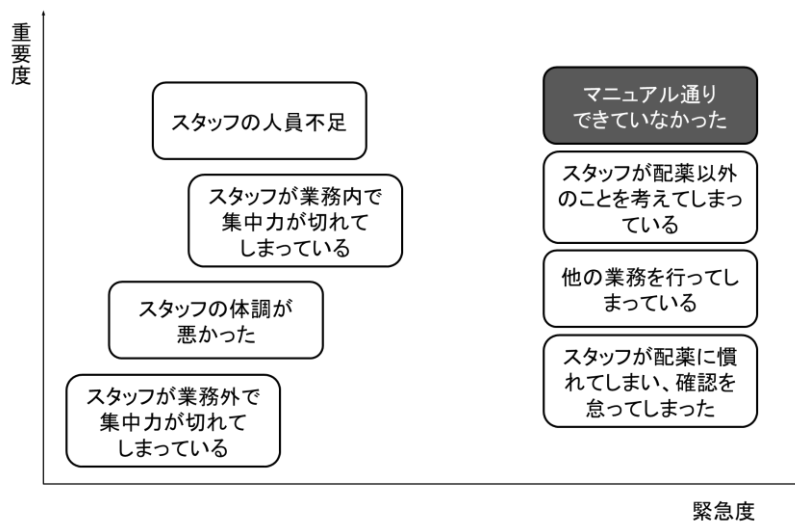 重要度
スタッフの人員不足
スタッフが業務内で
集中力が切れて
しまっている
スタッフの体調が
悪かった
スタッフが業務外で
集中力が切れて
しまっている
マニュアル通り
できていなかった
スタッフが配薬以外
のことを考えてしまっ
ている
他の業務を行ってし
まっている
スタッフが配薬に慣
れてしまい、確認を
怠ってしまった
緊急度